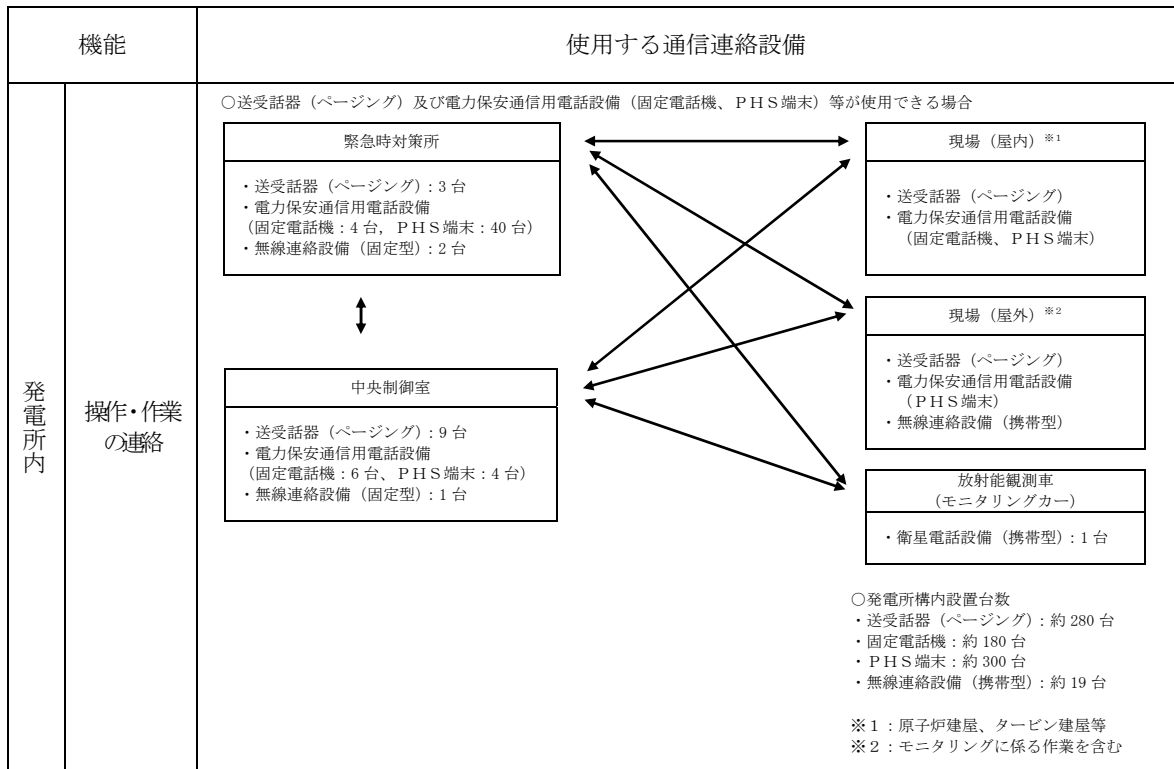 機能
使用する通信連絡設備
発電所内
操作・作業
の連絡
○送受話器（ページング）及び電力保安通信用電話設備（固定電話機、ＰＨＳ端末）等が使用できる場合
緊急時対策所
・送受話器（ページング）：3 台
・電力保安通信用電話設備
（固定電話機：4 台，ＰＨＳ端末：40 台）
・無線連絡設備（固定型）：2 台
中央制御室
・送受話器（ページング）：9 台
・電力保安通信用電話設備
（固定電話機：6 台、ＰＨＳ端末：4 台）
・無線連絡設備（固定型）：1 台
現場（屋内）※1
・送受話器（ページング）
・電力保安通信用電話設備
（固定電話機、ＰＨＳ端末）
現場（屋外）※2
・送受話器（ページング）
・電力保安通信用電話設備
（ＰＨＳ端末）
・無線連絡設備（携帯型）
放射能観測車
（モニタリングカー）
・衛星電話設備（携帯型）：1 台
○発電所構内設置台数
・送受話器（ページング）：約 280 台
・固定電話機：約 180 台
・ＰＨＳ端末：約 300 台
・無線連絡設備（携帯型）：約 19 台
※１：原子炉建屋、タービン建屋等
※２：モニタリングに係る作業を含む